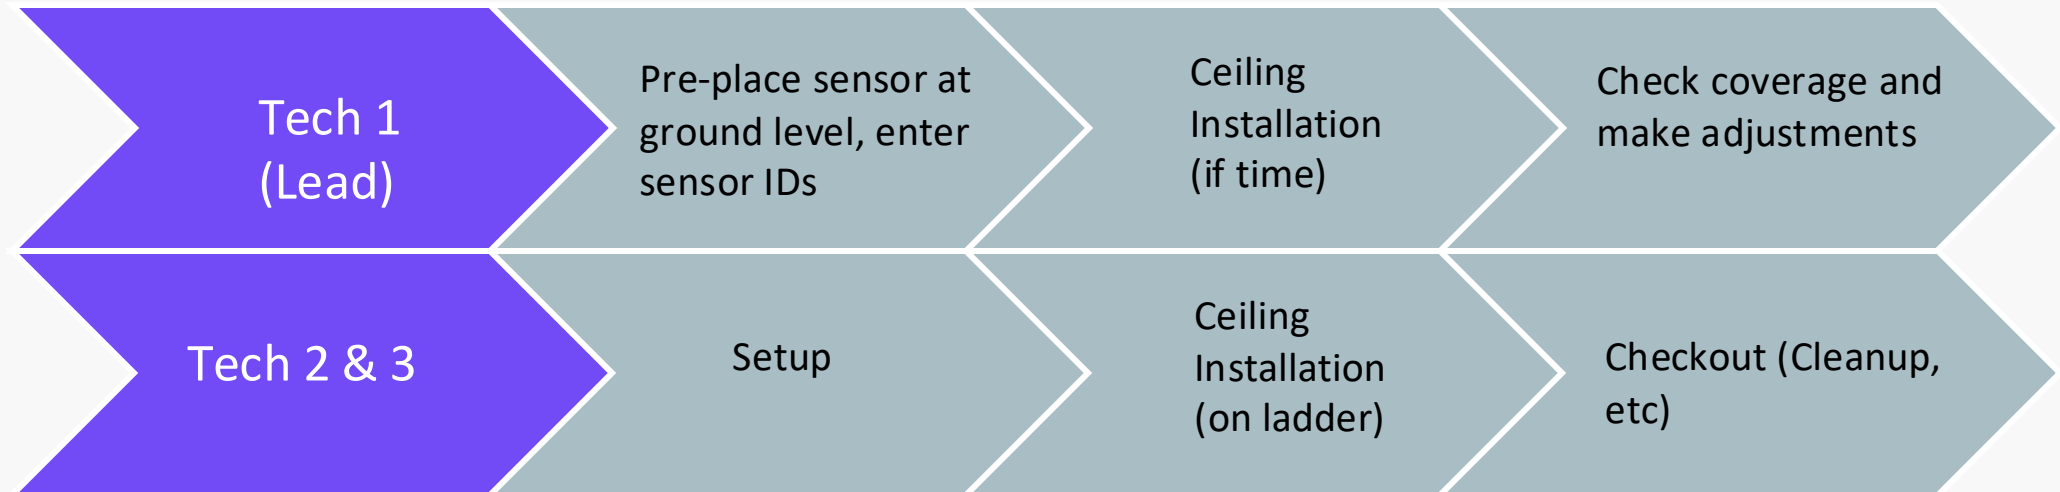 Tech 1
(Lead)
Pre-place sensor at
ground level, enter
sensor IDs
Ceiling
Installation
(if time)
Check coverage and
make adjustments
Tech 2 & 3
Setup
Ceiling
Installation
(on ladder)
Checkout (Cleanup,
etc)